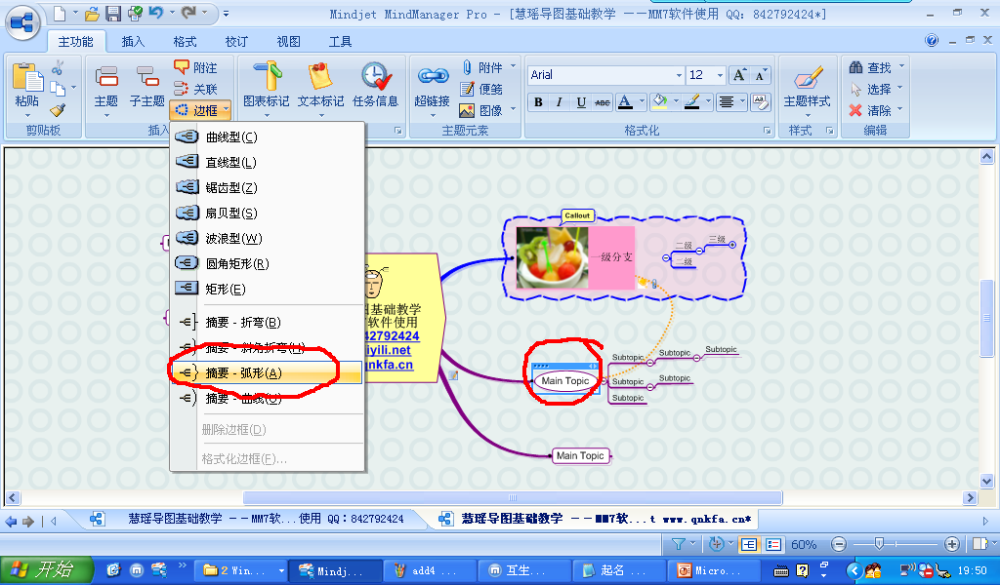 Mindjet MindManager Pro - [慧瑶导图基础教学 －－MM7软件使用 QQ：842792424*]
主功能 插入 格式 校订 视图 工具
粘贴
剪贴板
主题
子主题
附注
关联
边框
图表标记
文本标记
任务信息
超链接
附件
便笺
图像
主题元素
Arial 12
B I U ABC
格式化
主题样式
样式
查找
选择
清除
编辑
曲线型(C)
直线型(L)
锯齿型(Z)
扇贝型(S)
波浪型(W)
圆角矩形(R)
矩形(E)
摘要 - 折弯(B)
摘要 - 斜角折弯(H)
摘要 - 弧形(A)
摘要 - 曲线(U)
删除边框(D)
格式化边框(F)...
Callout
一级分支
二级
三级
二级
基础教学
软件使用
42792424
iyili.net
qnkfa.cn
Main Topic
Subtopic
Subtopic
Subtopic
Subtopic
Subtopic
Subtopic
Main Topic
慧瑶导图基础教学 －－MM7软...使用 QQ：842792424
慧瑶导图基础教学 －－MM7软...t www.qnkfa.cn*
60%
开始
2 Win...
Mindj...
add4 ...
互生...
起名 ...
Micro...
19:50